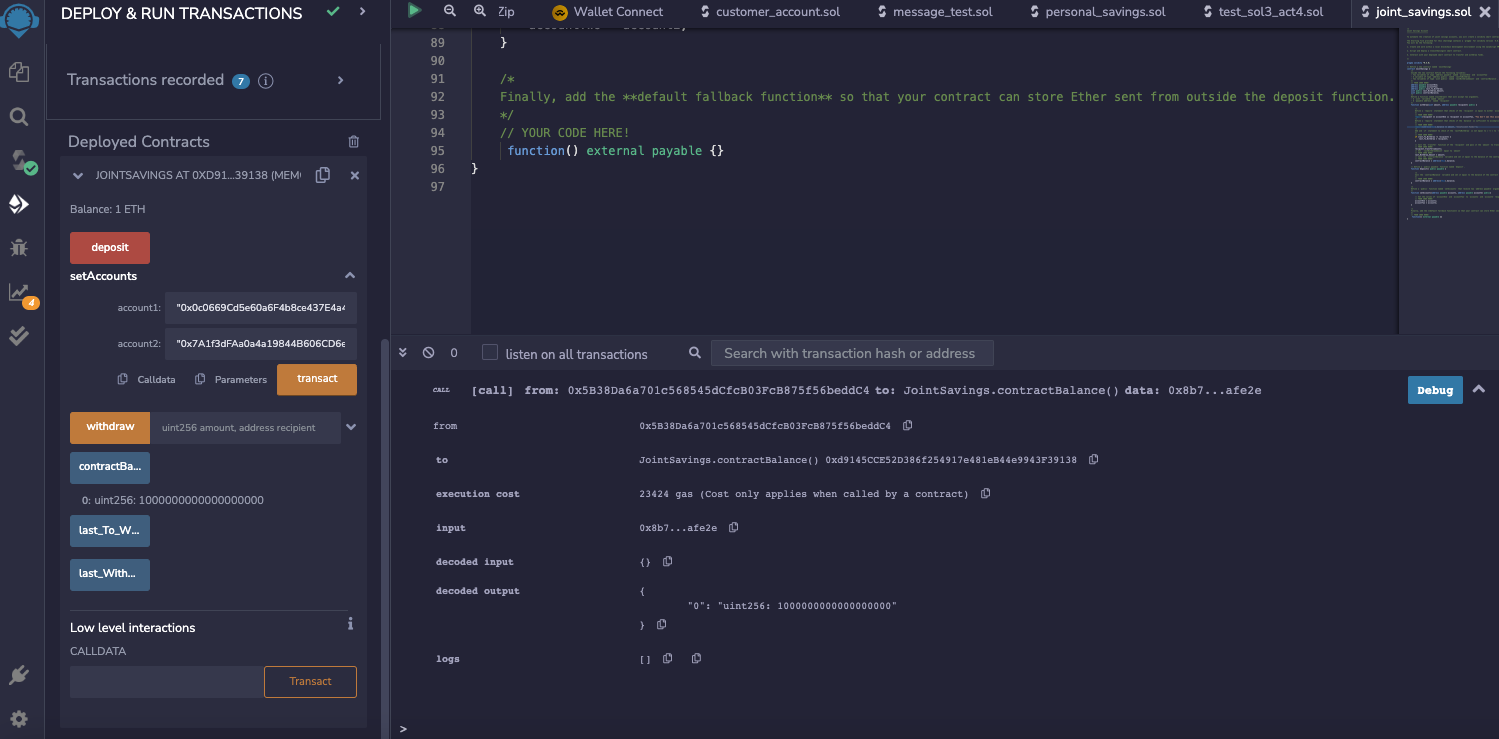 DEPLOY & RUN TRANSACTIONS
Transactions recorded 7 i
Deployed Contracts
JOINTSAVINGS AT 0XD91...39138 (MEM
Balance: 1 ETH
deposit
setAccounts
account1: "0x0c0669Cd5e60a6F4b8ce437E4a4
account2: "0x7A1f3dFAa0a4a19844B606CD6e
Calldata Parameters transact
withdraw uint256 amount, address recipient
contractBa...
0: uint256: 1000000000000000000
last_To_W...
last_With...
Low level interactions i
CALLDATA
Transact
4
Zip Wallet Connect customer_account.sol message_test.sol personal_savings.sol test_sol3_act4.sol joint_savings.sol
89 }
90
91 /*
92 Finally, add the **default fallback function** so that your contract can store Ether sent from outside the deposit function.
93 */
94 // YOUR CODE HERE!
95 function() external payable {}
96 }
97
0 listen on all transactions Search with transaction hash or address
CALL [call] from: 0x5B38Da6a701c568545dCfcB03FcB875f56beddC4 to: JointSavings.contractBalance() data: 0x8b7...afe2e Debug
from 0x5B38Da6a701c568545dCfcB03FcB875f56beddC4
to JointSavings.contractBalance() 0xd9145CCE52D386f254917e481eB44e9943F39138
execution cost 23424 gas (Cost only applies when called by a contract)
input 0x8b7...afe2e
decoded input {}
decoded output {
"0": "uint256: 1000000000000000000"
}
logs []
>